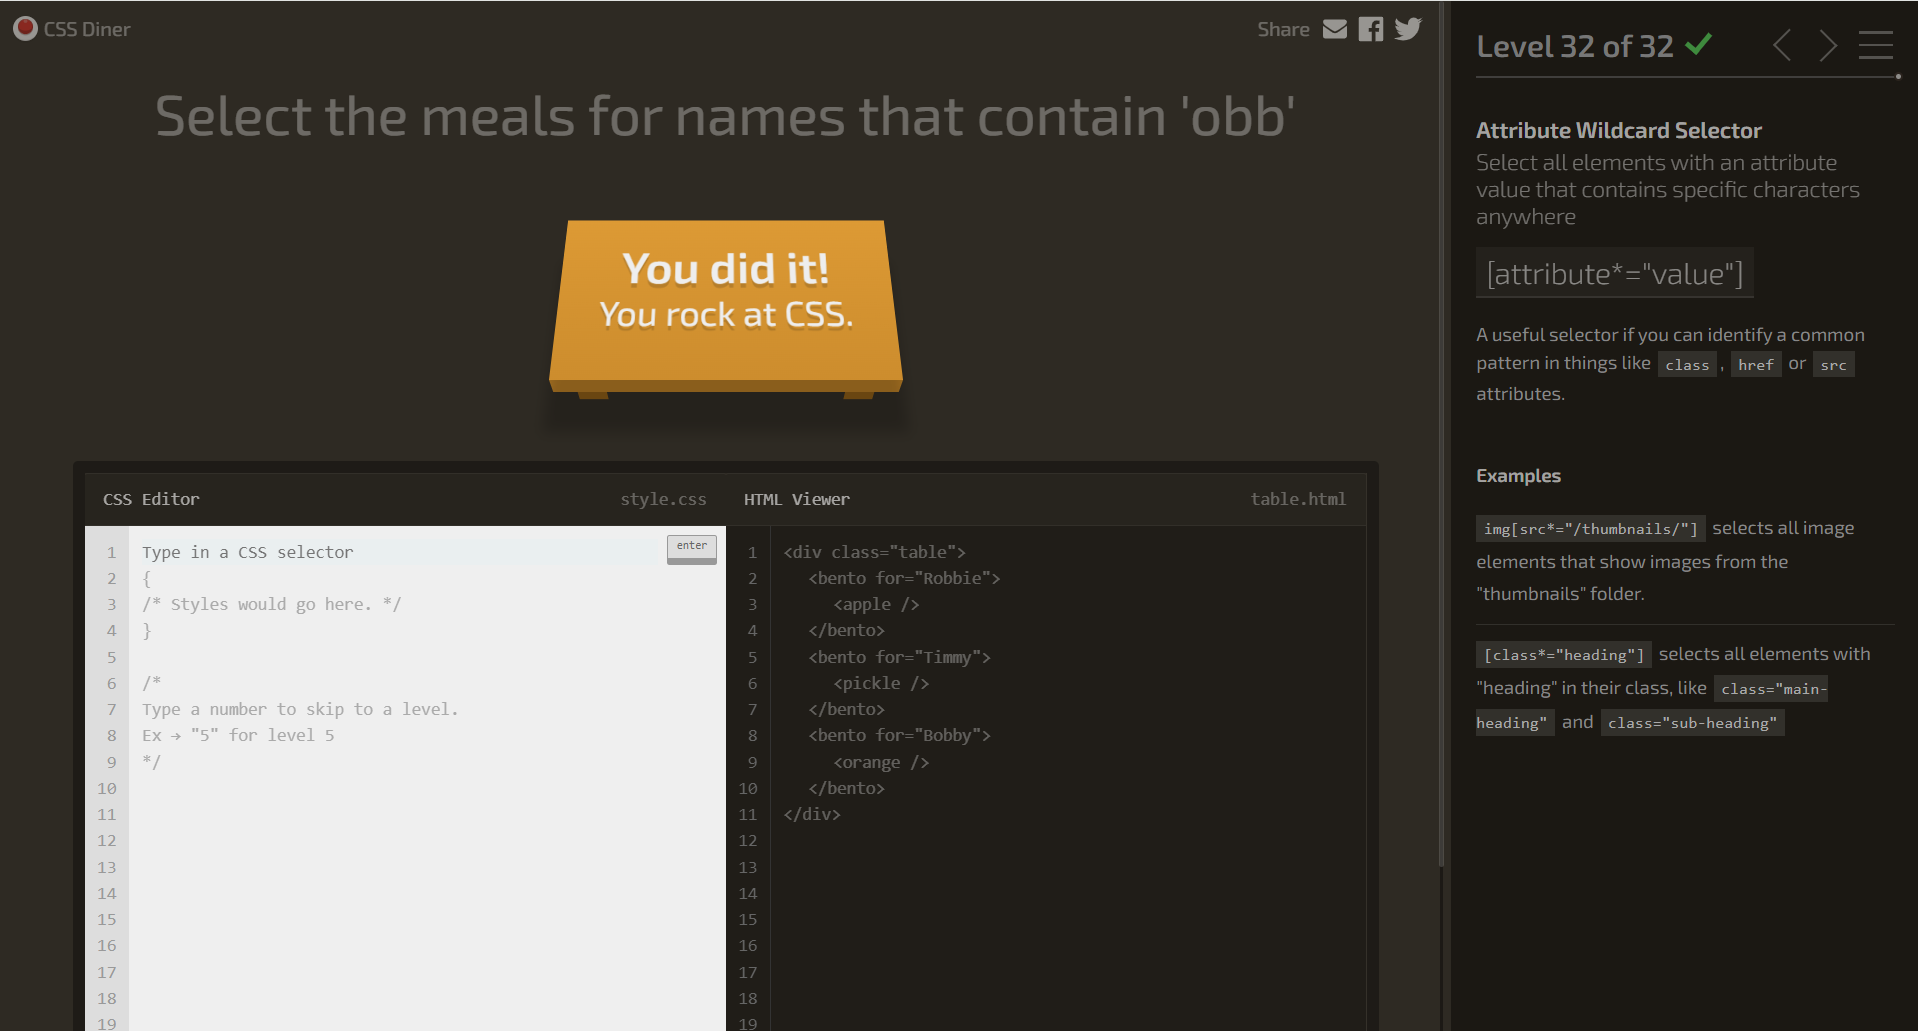 CSS Diner
Share
Select the meals for names that contain 'obb'
You did it!
You rock at CSS.
CSS Editor
style.css
1 Type in a CSS selector
enter
2 {
3 /* Styles would go here. */
4 }
5
6 /*
7 Type a number to skip to a level.
8 Ex → "5" for level 5
9 */
10
11
12
13
14
15
16
17
18
19
HTML Viewer
table.html
1 <div class="table">
2 <bento for="Robbie">
3 <apple />
4 </bento>
5 <bento for="Timmy">
6 <pickle />
7 </bento>
8 <bento for="Bobby">
9 <orange />
10 </bento>
11 </div>
12
13
14
15
16
17
18
19
Level 32 of 32
Attribute Wildcard Selector
Select all elements with an attribute
value that contains specific characters
anywhere
[attribute*="value"]
A useful selector if you can identify a common
pattern in things like class , href or src
attributes.
Examples
img[src*="/thumbnails/"] selects all image
elements that show images from the
"thumbnails" folder.
[class*="heading"] selects all elements with
"heading" in their class, like class="main-
heading" and class="sub-heading"